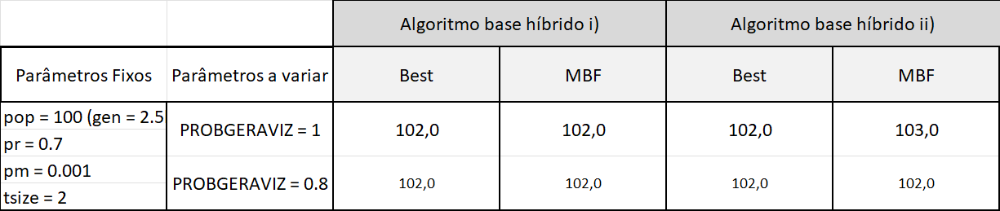 Algoritmo base híbrido i) Algoritmo base híbrido ii)
Parâmetros Fixos Parâmetros a variar Best MBF Best MBF
pop = 100 (gen = 2.5
pr = 0.7
pm = 0.001
tsize = 2
PROBGERAVIZ = 1 102,0 102,0 102,0 103,0
PROBGERAVIZ = 0.8 102,0 102,0 102,0 102,0